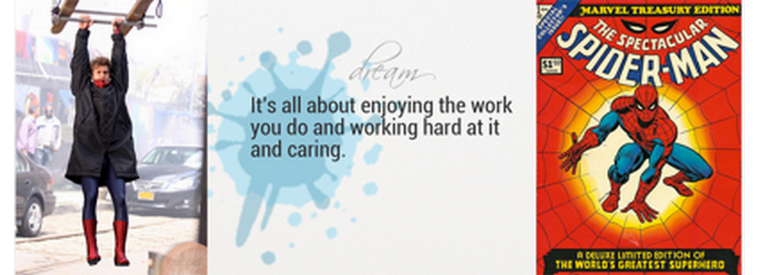 dream
It's all about enjoying the work
you do and working hard at it
and caring.
MARVEL TREASURY EDITION
THE SPECTACULAR
SPIDER-MAN
A DELUXE LIMITED EDITION OF
THE WORLD'S GREATEST SUPERHERO